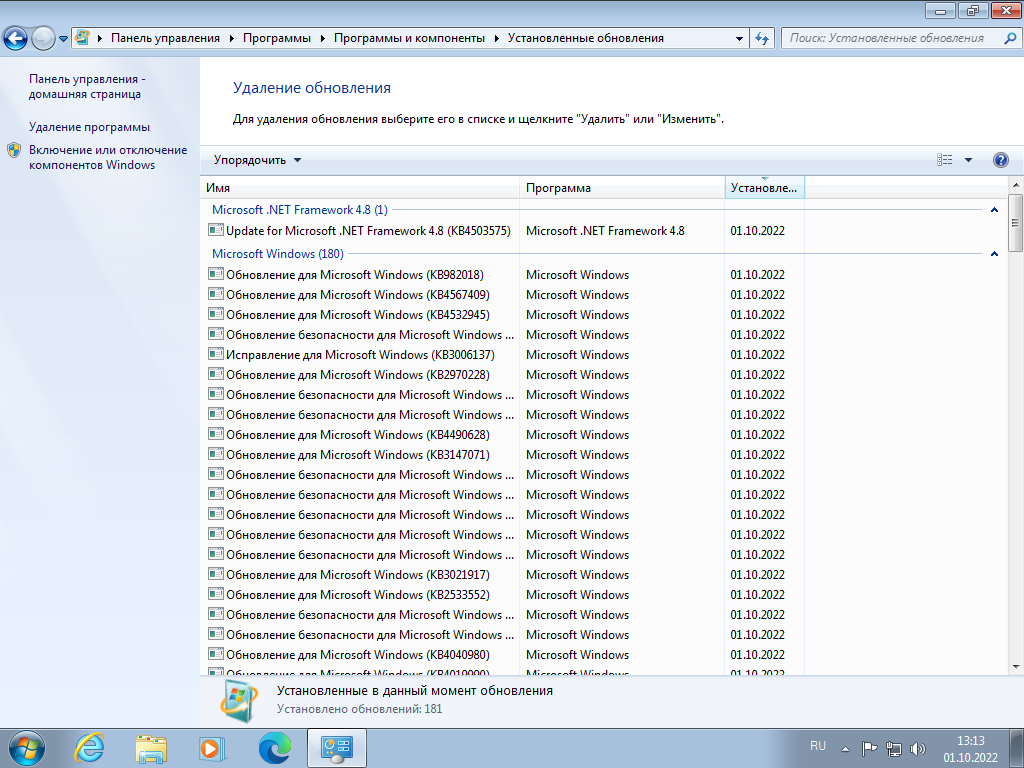 Панель управления
Программы
Программы и компоненты
Установленные обновления
Поиск: Установленные обновления
Панель управления -
домашняя страница
Удаление программы
Включение или отключение
компонентов Windows
Удаление обновления
Для удаления обновления выберите его в списке и щелкните "Удалить" или "Изменить".
Упорядочить
Имя Программа Установле...
Microsoft .NET Framework 4.8 (1)
Update for Microsoft .NET Framework 4.8 (KB4503575) Microsoft .NET Framework 4.8 01.10.2022
Microsoft Windows (180)
Обновление для Microsoft Windows (KB982018) Microsoft Windows 01.10.2022
Обновление для Microsoft Windows (KB4567409) Microsoft Windows 01.10.2022
Обновление для Microsoft Windows (KB4532945) Microsoft Windows 01.10.2022
Обновление безопасности для Microsoft Windows ... Microsoft Windows 01.10.2022
Исправление для Microsoft Windows (KB3006137) Microsoft Windows 01.10.2022
Обновление для Microsoft Windows (KB2970228) Microsoft Windows 01.10.2022
Обновление безопасности для Microsoft Windows ... Microsoft Windows 01.10.2022
Обновление безопасности для Microsoft Windows ... Microsoft Windows 01.10.2022
Обновление для Microsoft Windows (KB4490628) Microsoft Windows 01.10.2022
Обновление для Microsoft Windows (KB3147071) Microsoft Windows 01.10.2022
Обновление безопасности для Microsoft Windows ... Microsoft Windows 01.10.2022
Обновление безопасности для Microsoft Windows ... Microsoft Windows 01.10.2022
Обновление безопасности для Microsoft Windows ... Microsoft Windows 01.10.2022
Обновление безопасности для Microsoft Windows ... Microsoft Windows 01.10.2022
Обновление безопасности для Microsoft Windows ... Microsoft Windows 01.10.2022
Обновление для Microsoft Windows (KB3021917) Microsoft Windows 01.10.2022
Обновление для Microsoft Windows (KB2533552) Microsoft Windows 01.10.2022
Обновление безопасности для Microsoft Windows ... Microsoft Windows 01.10.2022
Обновление безопасности для Microsoft Windows ... Microsoft Windows 01.10.2022
Обновление для Microsoft Windows (KB4040980) Microsoft Windows 01.10.2022
Обновление для Microsoft Windows (KB4019990) Microsoft Windows 01.10.2022
Установленные в данный момент обновления
Установлено обновлений: 181
RU
13:13
01.10.2022